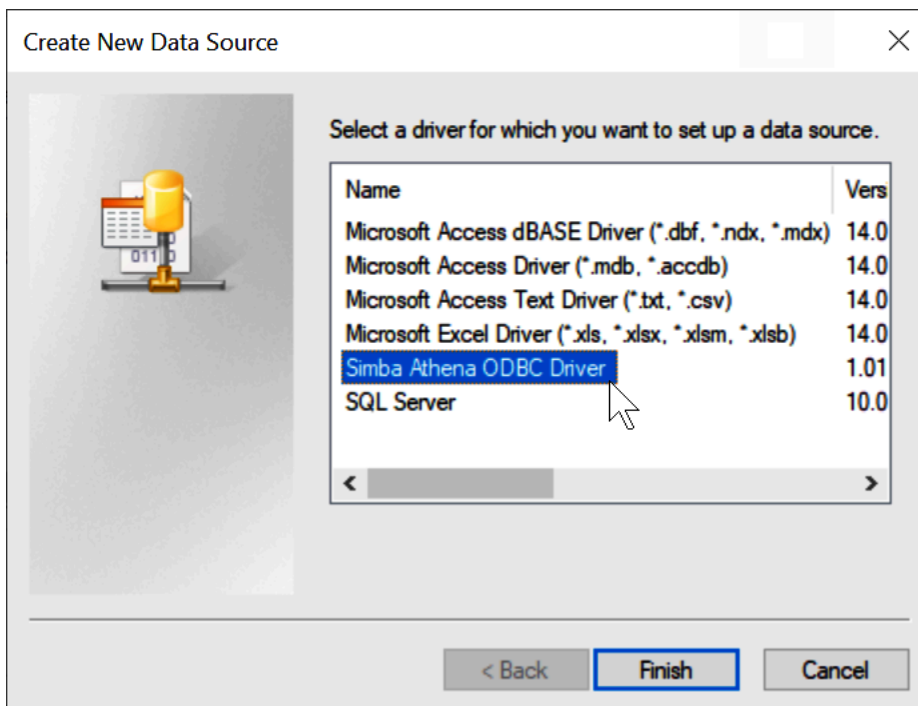 Create New Data Source
Select a driver for which you want to set up a data source.
Name Vers
Microsoft Access dBASE Driver (*.dbf, *.ndx, *.mdx) 14.0
Microsoft Access Driver (*.mdb, *.accdb) 14.0
Microsoft Access Text Driver (*.txt, *.csv) 14.0
Microsoft Excel Driver (*.xls, *.xlsx, *.xlsm, *.xlsb) 14.0
Simba Athena ODBC Driver 1.01
SQL Server 10.0
< Back Finish Cancel